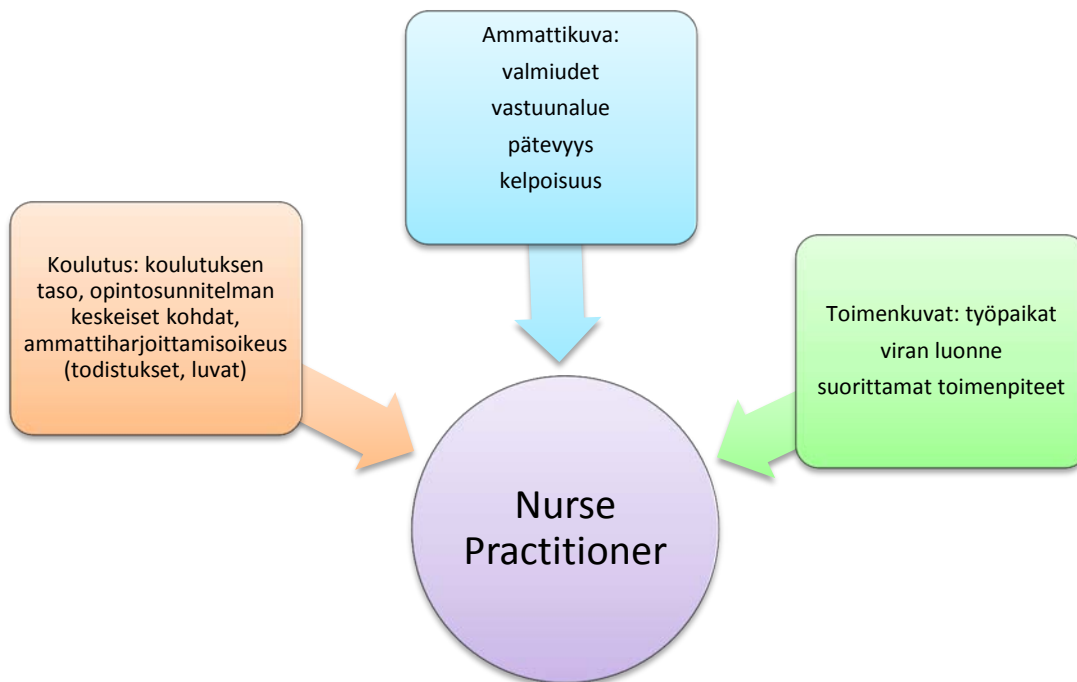 Ammattikuva:
valmiudet
vastuunalue
pätevyys
kelpoisuus
Koulutus: koulutuksen
taso, opintosunnitelman
keskeiset kohdat,
ammattiharjoittamisoikeus
(todistukset, luvat)
Toimenkuvat: työpaikat
viran luonne
suorittamat toimenpiteet
Nurse
Practitioner